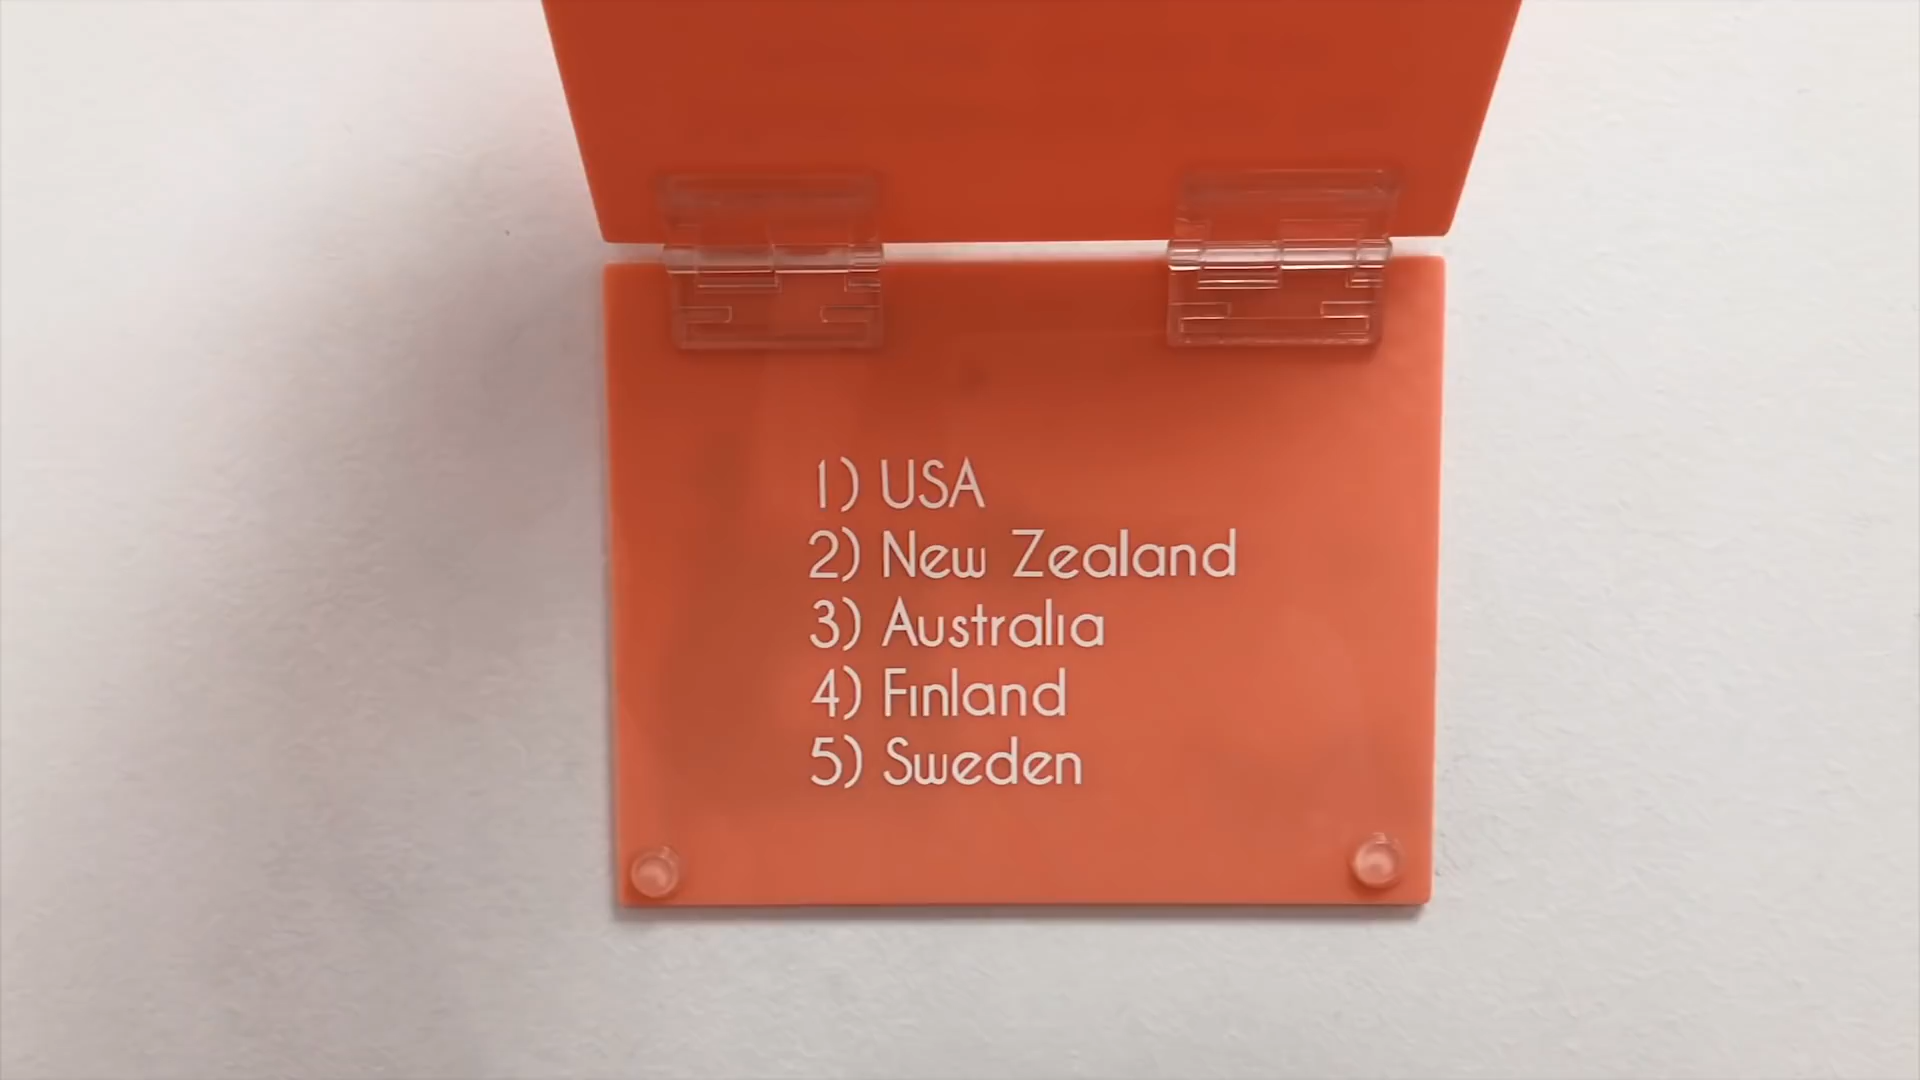 1) USA
2) New Zealand
3) Australia
4) Finland
5) Sweden